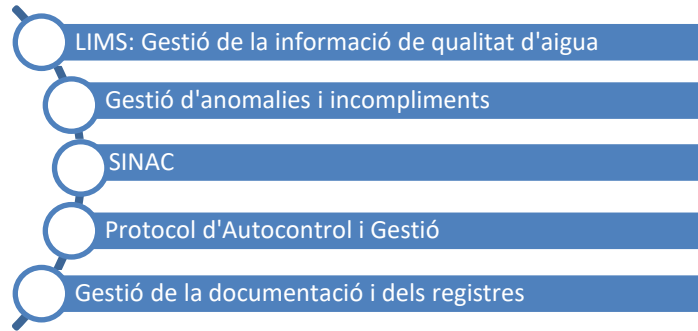 LIMS: Gestió de la informació de qualitat d'aigua
Gestió d'anomalies i incompliments
SINAC
Protocol d'Autocontrol i Gestió
Gestió de la documentació i dels registres